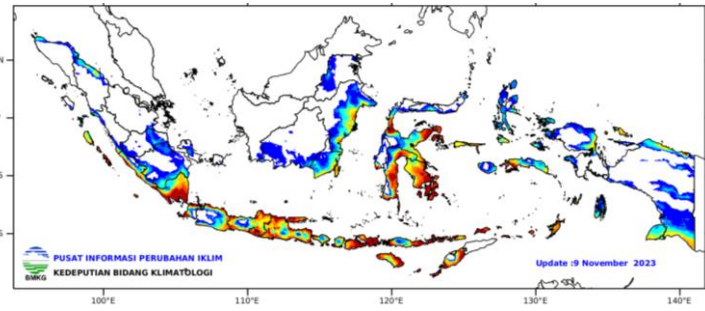 N
S
S
PUSAT INFORMASI PERUBAHAN IKLIM
KEDEPUTIAN BIDANG KLIMATOLOGI
BMKG
Update :9 November 2023
100°E 110°E 120°E 130°E 140°E